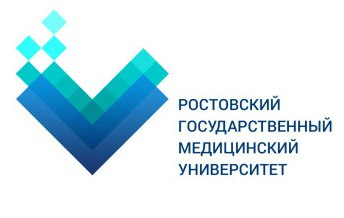 РОСТОВСКИЙ
ГОСУДАРСТВЕННЫЙ
МЕДИЦИНСКИЙ
УНИВЕРСИТЕТ